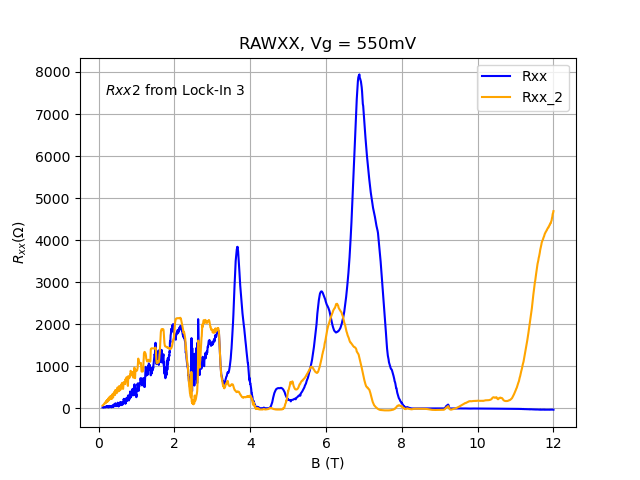 RAWXX, Vg = 550mV
Rxx2 from Lock-In 3
Rxx
Rxx_2
8000
7000
6000
5000
4000
3000
2000
1000
0
Rxx(Ω)
0 2 4 6 8 10 12
B (T)